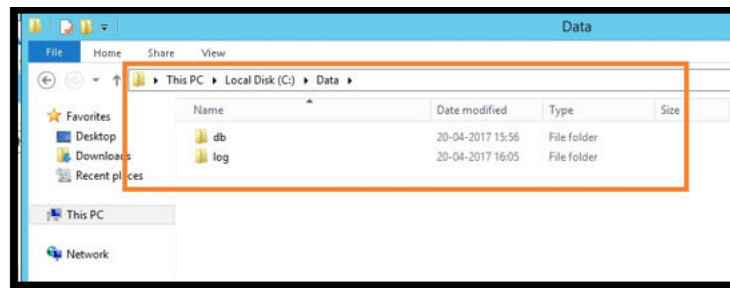 Data
File Home Share View
This PC Local Disk (C:) Data
Name Date modified Type Size
Favorites
Desktop
Downloads
Recent places
db 20-04-2017 15:56 File folder
log 20-04-2017 16:05 File folder
This PC
Network